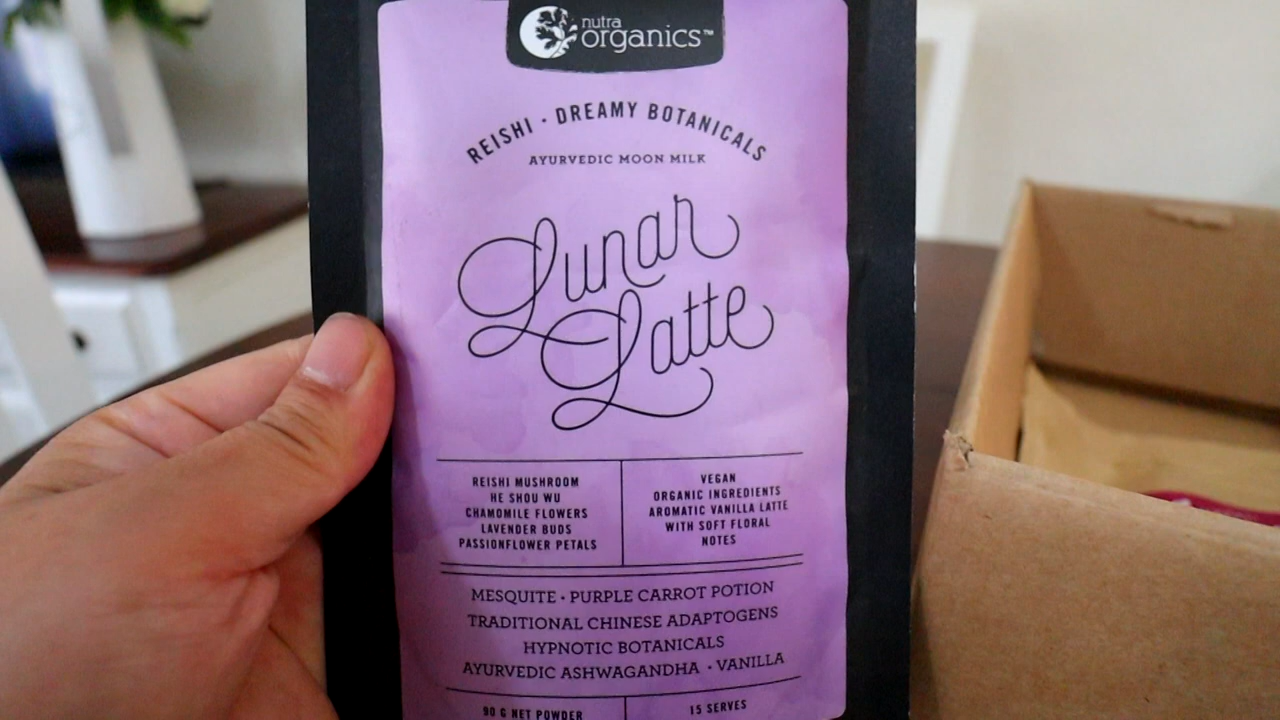 nutra
organics™
REISHI · DREAMY BOTANICALS
AYURVEDIC MOON MILK
Lunar
Latte
REISHI MUSHROOM
HE SHOU WU
CHAMOMILE FLOWERS
LAVENDER BUDS
PASSIONFLOWER PETALS
VEGAN
ORGANIC INGREDIENTS
AROMATIC VANILLA LATTE
WITH SOFT FLORAL
NOTES
MESQUITE · PURPLE CARROT POTION
TRADITIONAL CHINESE ADAPTOGENS
HYPNOTIC BOTANICALS
AYURVEDIC ASHWAGANDHA · VANILLA
90 G NET POWDER
15 SERVES